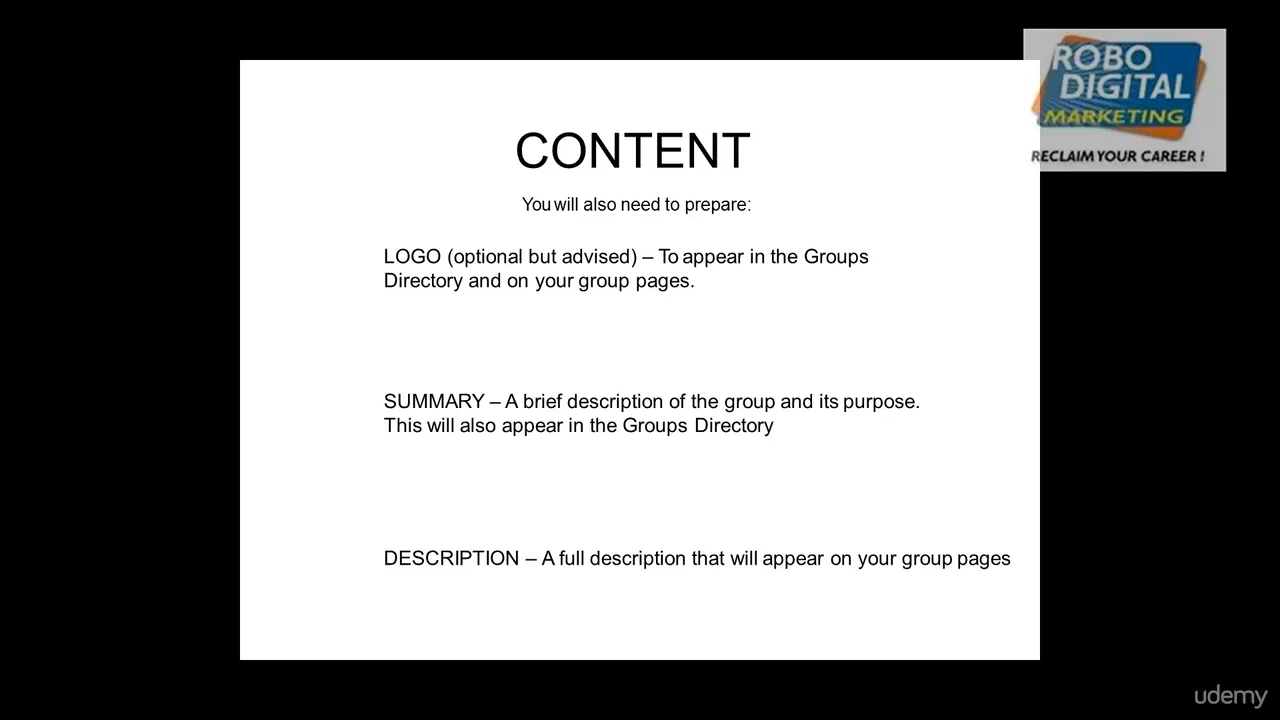 ROBO
DIGITAL
MARKETING
RECLAIM YOUR CAREER !
CONTENT
You will also need to prepare:
LOGO (optional but advised) – To appear in the Groups
Directory and on your group pages.
SUMMARY – A brief description of the group and its purpose.
This will also appear in the Groups Directory
DESCRIPTION – A full description that will appear on your group pages
udemy